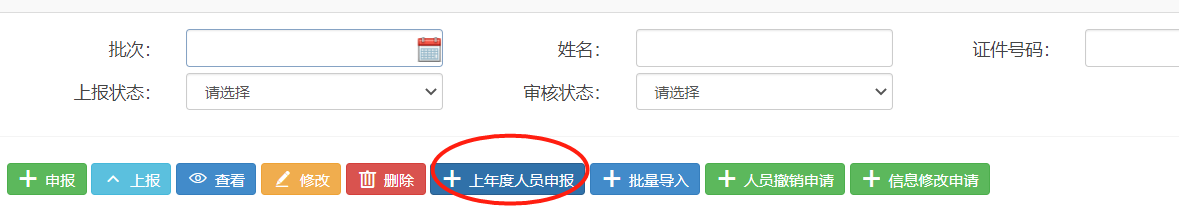 批次： 姓名： 证件号码：
上报状态： 请选择 审核状态： 请选择
申报 上报 查看 修改 删除 上年度人员申报 批量导入 人员撤销申请 信息修改申请